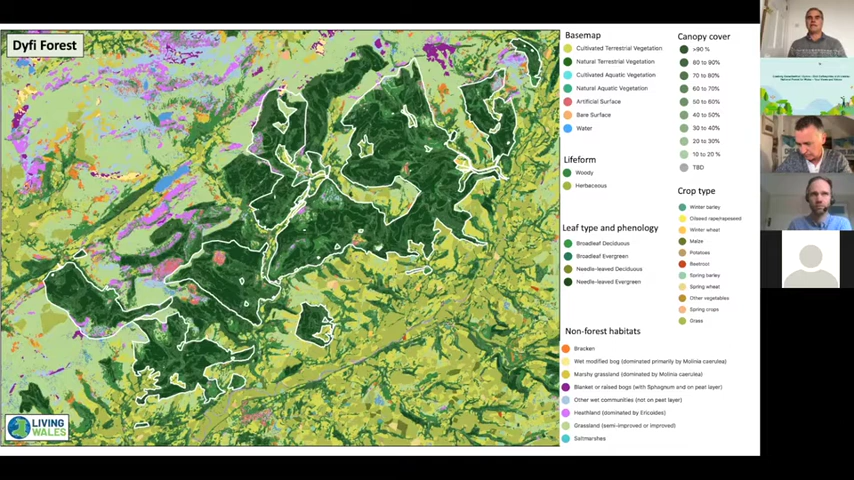 Dyfi Forest
LIVING
WALES
Basemap
Cultivated Terrestrial Vegetation
Natural Terrestrial Vegetation
Cultivated Aquatic Vegetation
Natural Aquatic Vegetation
Artificial Surface
Bare Surface
Water
Lifeform
Woody
Herbaceous
Leaf type and phenology
Broadleaf Deciduous
Broadleaf Evergreen
Needle-leaved Deciduous
Needle-leaved Evergreen
Canopy cover
>90 %
80 to 90%
70 to 80%
60 to 70%
50 to 60%
40 to 50%
30 to 40%
20 to 30%
10 to 20 %
TBD
Crop type
Winter barley
Oilseed rape/rapeseed
Winter wheat
Maize
Potatoes
Beetroot
Spring barley
Spring wheat
Other vegetables
Spring crops
Grass
Non-forest habitats
Bracken
Wet modified bog (dominated primarily by Molinia caerulea)
Marshy grassland (dominated by Molinia caerulea)
Blanket or raised bogs (with Sphagnum and on peat layer)
Other wet communities (not on peat layer)
Heathland (dominated by Ericoides)
Grassland (semi-improved or improved)
Saltmarshes